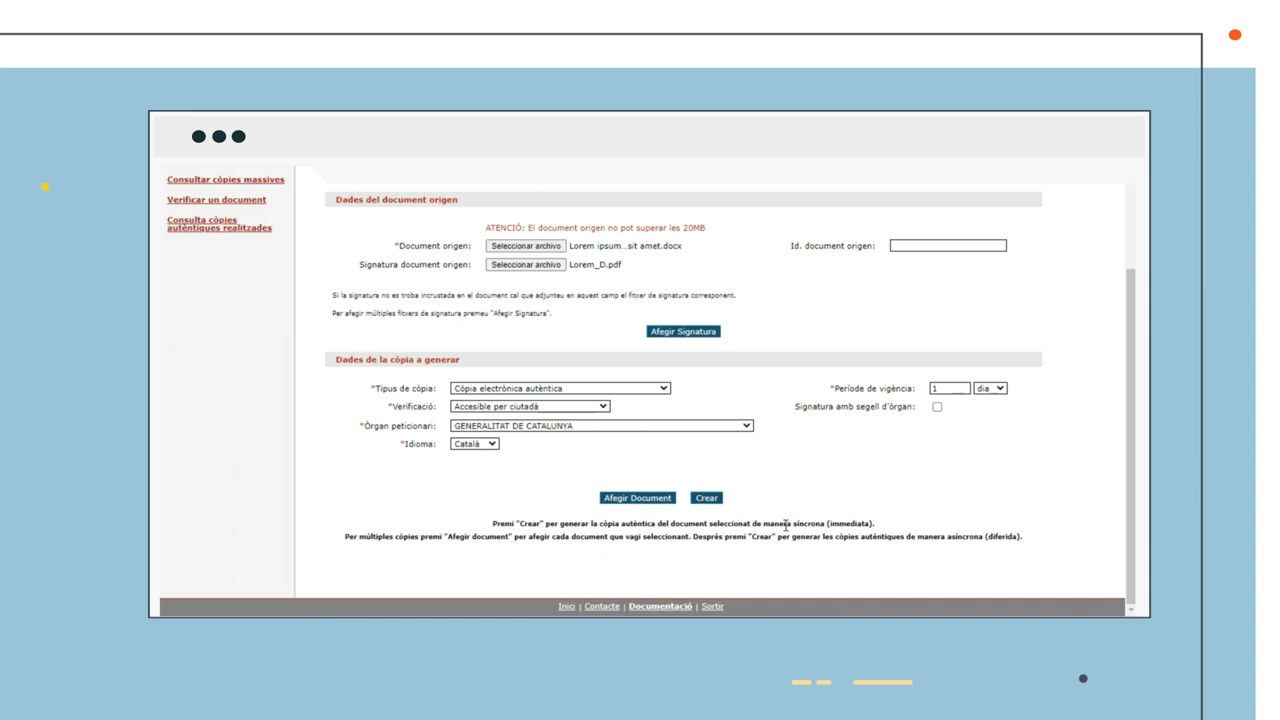 Consultar còpies massives
Verificar un document
Consulta còpies
autèntiques realitzades
Dades del document origen
ATENCIÓ: El document origen no pot superar les 20MB
*Document origen: Seleccionar archivo Lorem ipsum...sit amet.docx Id. document origen:
Signatura document origen: Seleccionar archivo Lorem_D.pdf
Si la signatura no es troba incrustada en el document cal que adjunteu en aquest camp el fitxer de signatura corresponent.
Per afegir múltiples fitxers de signatura premeu "Afegir Signatura".
Afegir Signatura
Dades de la còpia a generar
*Tipus de còpia: Còpia electrònica autèntica *Període de vigència: 1 dia
*Verificació: Accesible per ciutadà Signatura amb segell d'òrgan:
*Òrgan peticionari: GENERALITAT DE CATALUNYA
*Idioma: Català
Afegir Document Crear
Premi "Crear" per generar la còpia autèntica del document seleccionat de manera síncrona (immediata).
Per múltiples còpies premi "Afegir document" per afegir cada document que vagi seleccionant. Desprès premi "Crear" per generar les còpies autèntiques de manera asíncrona (diferida).
Inici | Contacte | Documentació | Sortir